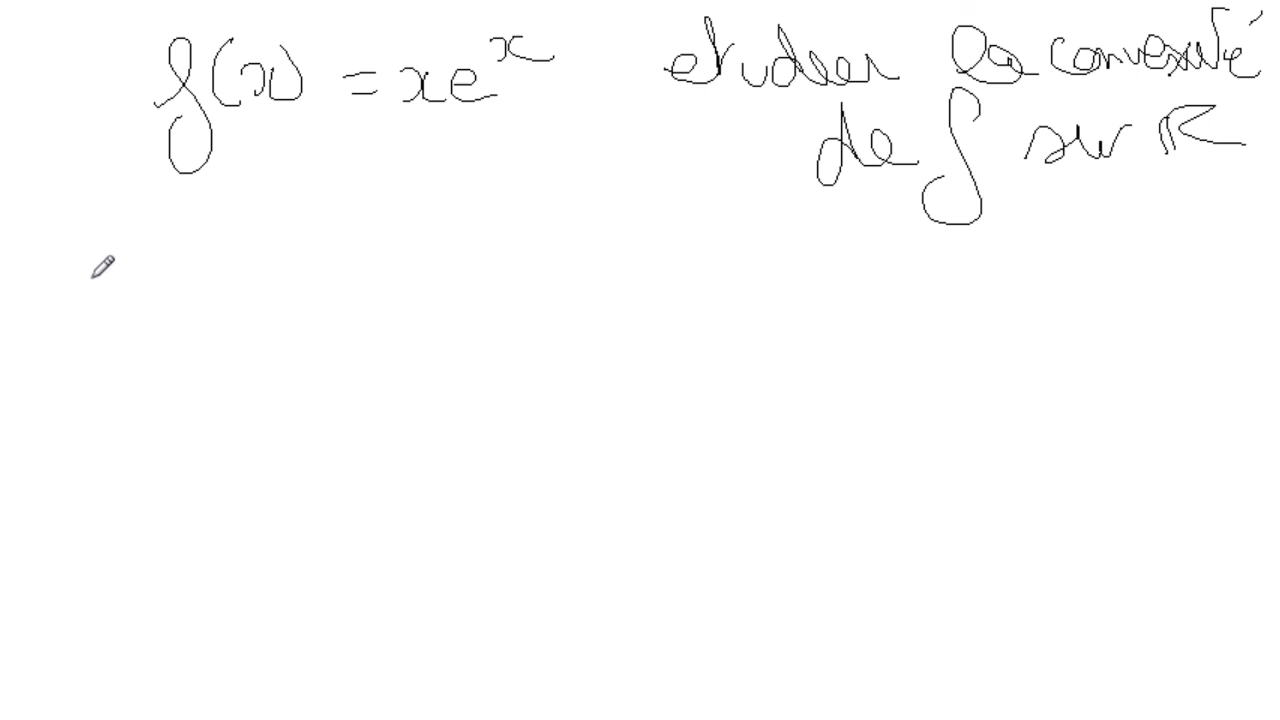 f(x) = xe^x
etudier la convexité
de f sur R